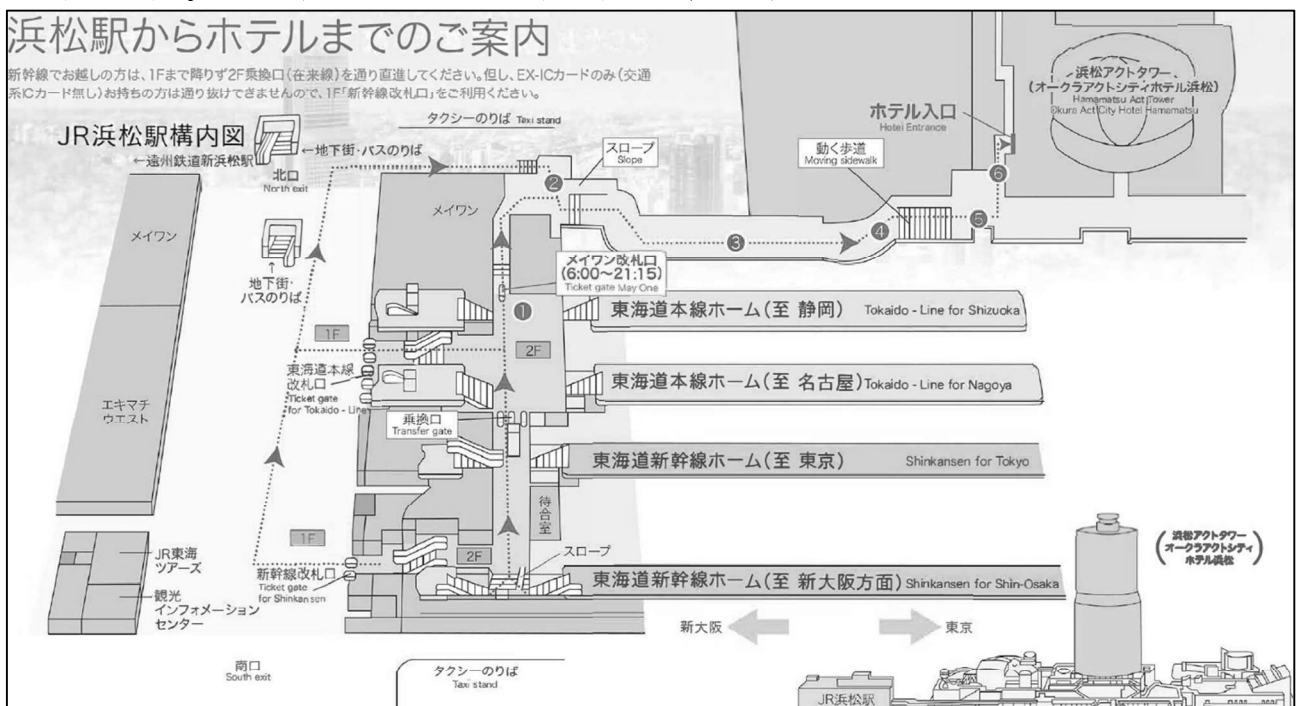 浜松駅からホテルまでのご案内
新幹線でお越しの方は、1Fまで降りず2F乗換口(在来線)を通り直進してください。但し、EX-ICカードのみ(交通
系ICカード無し)お持ちの方は通り抜けできませんので、1F「新幹線改札口」をご利用ください。
JR浜松駅構内図
←遠州鉄道新浜松駅
←地下街・バスのりば
北口
North exit
タクシーのりば Taxi stand
スロープ
Slope
動く歩道
Moving sidewalk
ホテル入口
Hotel Entrance
浜松アクトタワー
(オークラアクトシティホテル浜松)
Hamamatsu Act Tower
Okura Act City Hotel Hamamatsu
メイワン
メイワン
地下街・
バスのりば
❷
❸
❹
❺
❻
メイワン改札口
(6:00~21:15)
Ticket gate May One
❶
東海道本線ホーム(至 静岡) Tokaido - Line for Shizuoka
1F
2F
東海道本線
改札口
Ticket gate
for Tokaido - Line
東海道本線ホーム(至 名古屋) Tokaido - Line for Nagoya
エキマチ
ウエスト
乗換口
Transfer gate
東海道新幹線ホーム(至 東京) Shinkansen for Tokyo
待合室
1F
2F
スロープ
新幹線改札口
Ticket gate
for Shinkansen
東海道新幹線ホーム(至 新大阪方面) Shinkansen for Shin-Osaka
JR東海
ツアーズ
観光
インフォメーション
センター
新大阪
東京
浜松アクトタワー
(オークラアクトシティ)
ホテル浜松
南口
South exit
タクシーのりば
Taxi stand
JR浜松駅